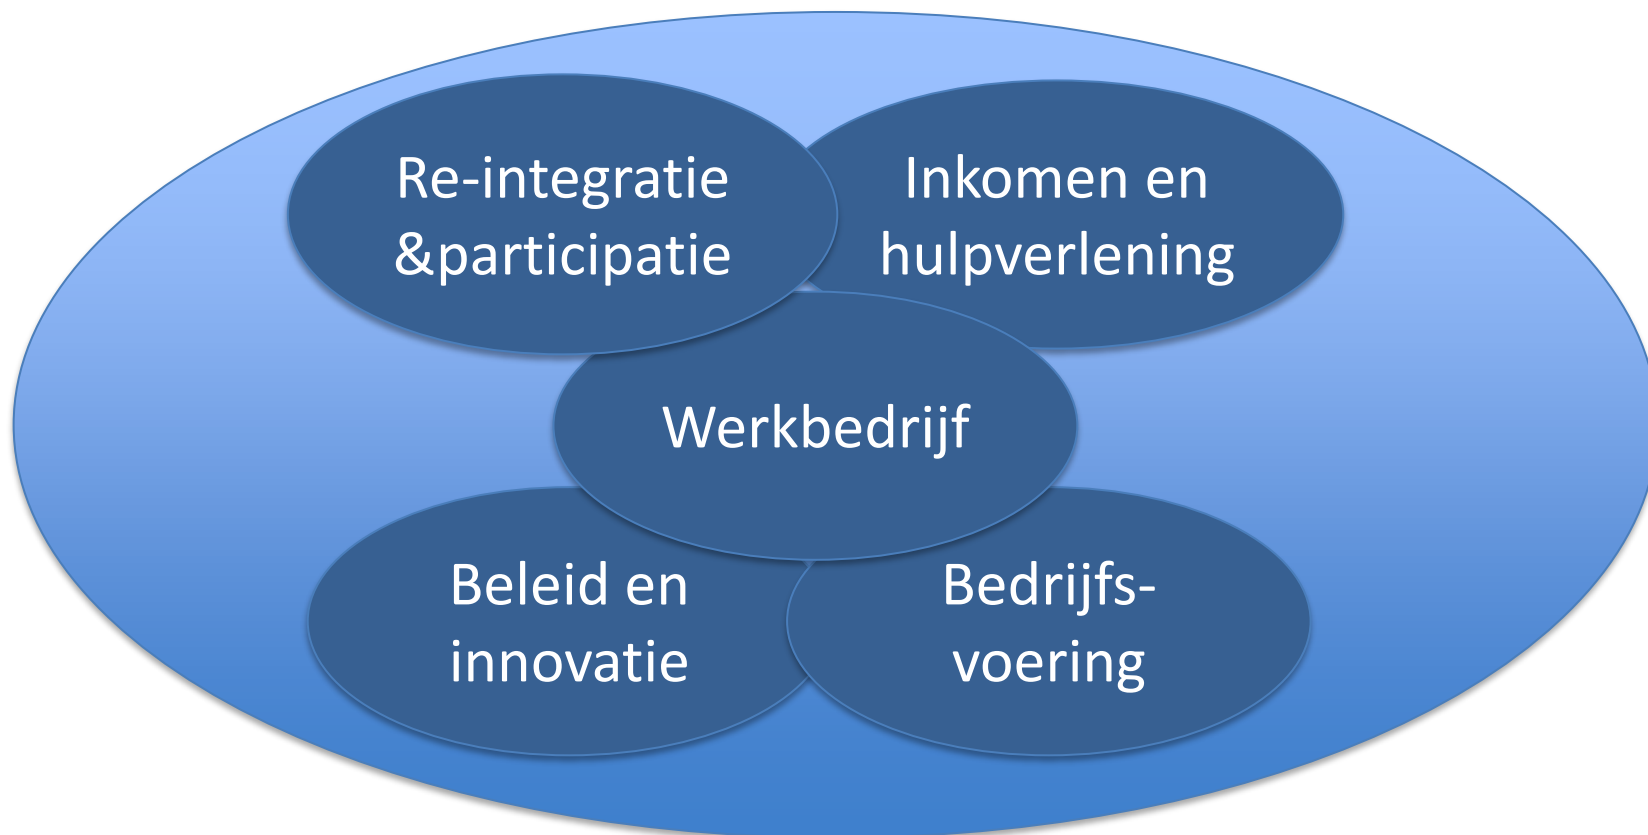 Re-integratie
&participatie
Inkomen en
hulpverlening
Werkbedrijf
Beleid en
innovatie
Bedrijfs-
voering